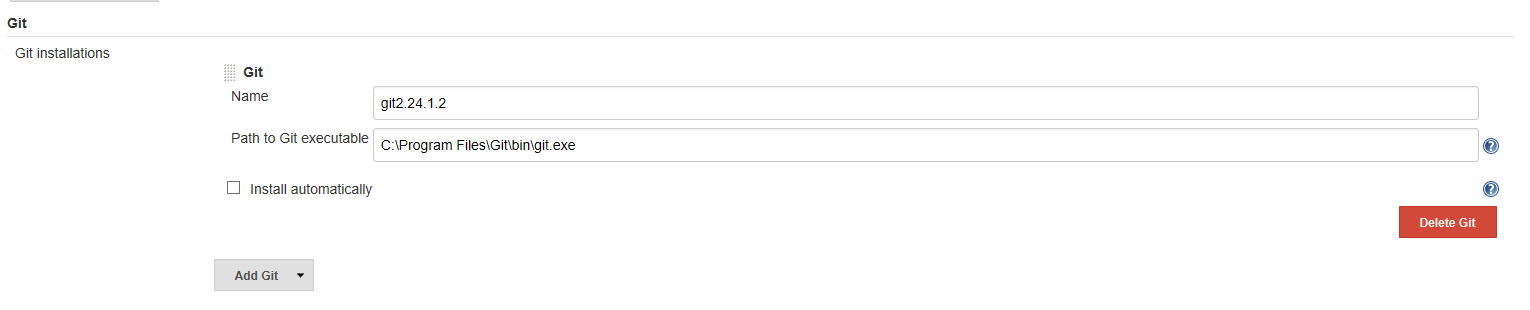 Git
Git installations
Git
Name
git2.24.1.2
Path to Git executable
C:\Program Files\Git\bin\git.exe
?
Install automatically
?
Delete Git
Add Git